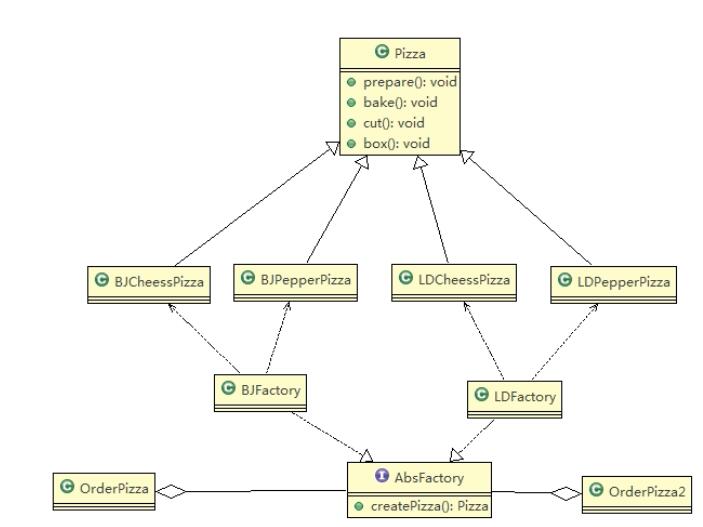 C Pizza
prepare(): void
bake(): void
cut(): void
box(): void
C BJCheessPizza
C BJPepperPizza
C LDCheessPizza
C LDPepperPizza
C BJFactory
C LDFactory
C OrderPizza
I AbsFactory
createPizza(): Pizza
C OrderPizza2